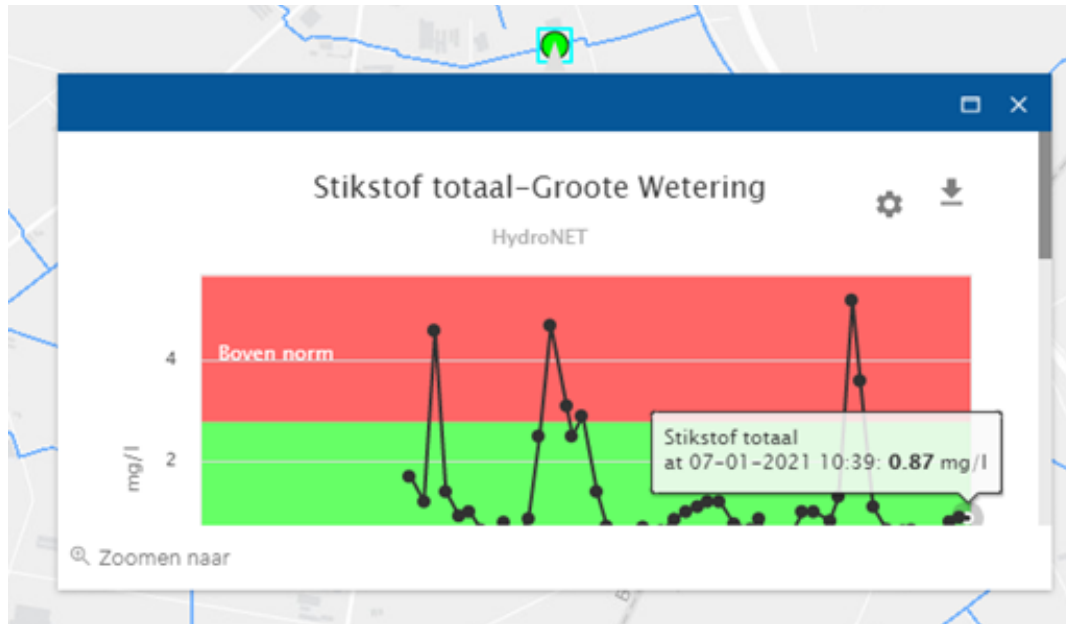 Stikstof totaal-Groote Wetering
HydroNET
Boven norm
4
2
mg/l
Stikstof totaal
at 07-01-2021 10:39: 0.87 mg/l
Zoomen naar